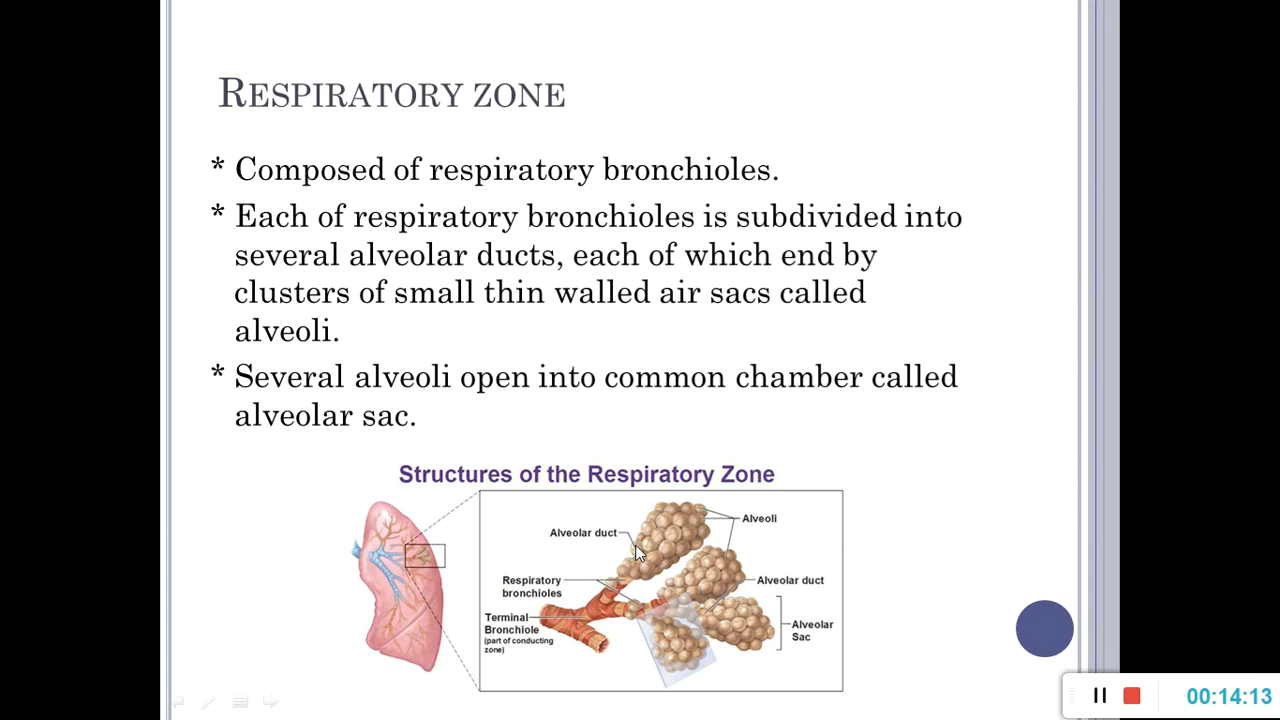 RESPIRATORY ZONE
* Composed of respiratory bronchioles.
* Each of respiratory bronchioles is subdivided into
several alveolar ducts, each of which end by
clusters of small thin walled air sacs called
alveoli.
* Several alveoli open into common chamber called
alveolar sac.
Structures of the Respiratory Zone
Alveoli
Alveolar duct
Respiratory
bronchioles
Alveolar duct
Terminal
Bronchiole
(part of conducting
zone)
Alveolar
Sac
00:14:13